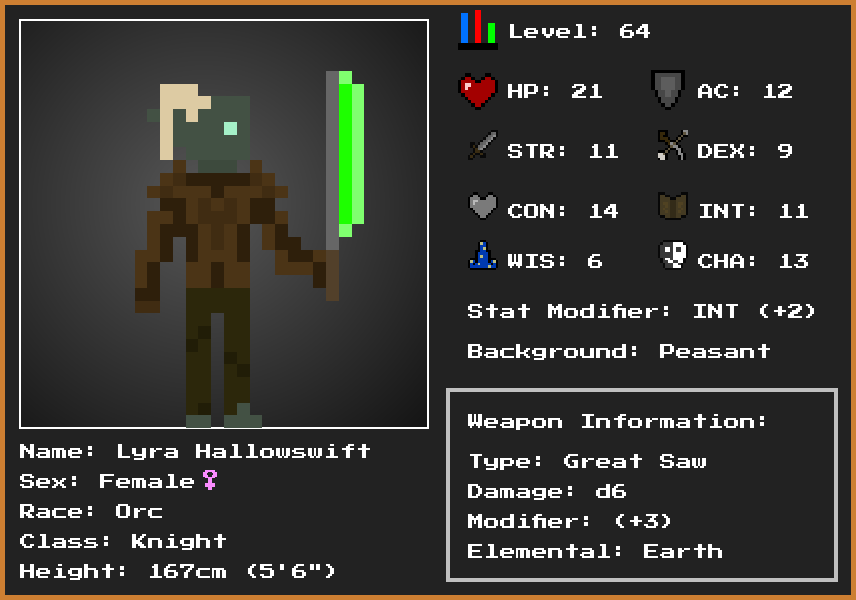 Level: 64
HP: 21 AC: 12
STR: 11 DEX: 9
CON: 14 INT: 11
WIS: 6 CHA: 13
Stat Modifier: INT (+2)
Background: Peasant
Name: Lyra Hallowswift
Sex: Female♀
Race: Orc
Class: Knight
Height: 167cm (5'6")
Weapon Information:
Type: Great Saw
Damage: d6
Modifier: (+3)
Elemental: Earth